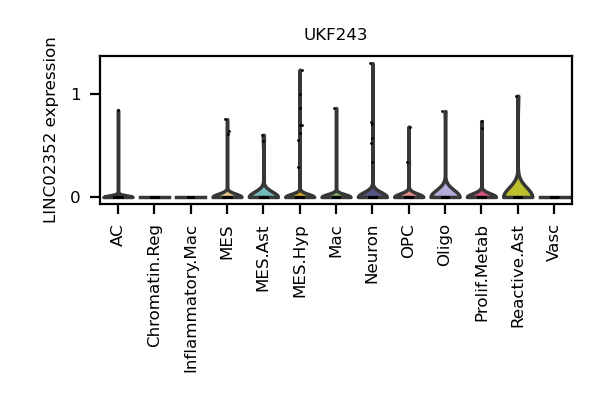 UKF243
LINC02352 expression
1
0
AC
Chromatin.Reg
Inflammatory.Mac
MES
MES.Ast
MES.Hyp
Mac
Neuron
OPC
Oligo
Prolif.Metab
Reactive.Ast
Vasc